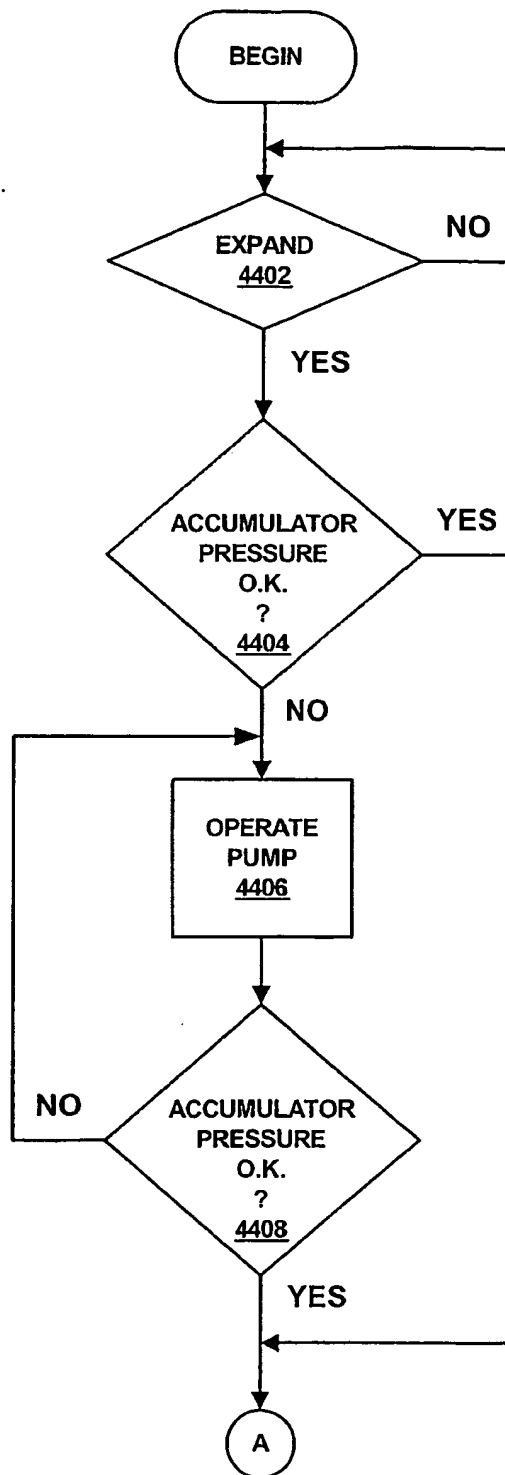 BEGIN
EXPAND
4402
NO
YES
ACCUMULATOR
PRESSURE
O.K.
?
4404
YES
NO
OPERATE
PUMP
4406
ACCUMULATOR
PRESSURE
O.K.
?
4408
NO
YES
A